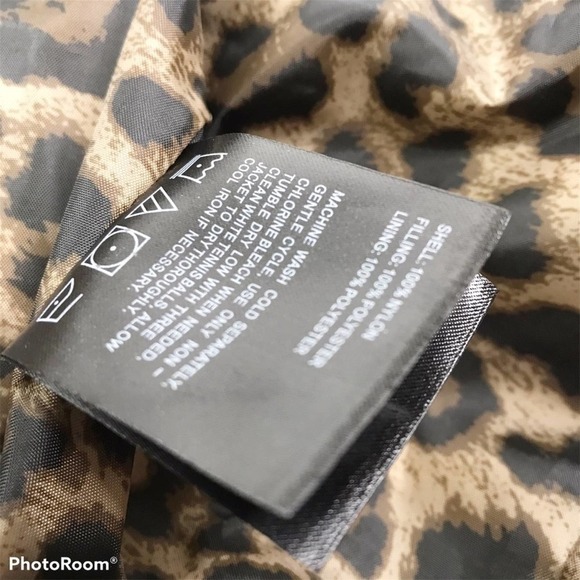 SHELL: 100% NYLON
FILLING: 100% POLYESTER
LINING: 100% POLYESTER
MACHINE WASH COLD SEPARATELY,
GENTLE CYCLE. USE ONLY NON –
CHLORINE BLEACH WHEN NEEDED,
TUMBLE DRY LOW WITH THREE
CLEAN WHITE TENNIS BALLS. ALLOW
JACKET TO DRY THOROUGHLY.
COOL IRON IF NECESSARY
PhotoRoom®